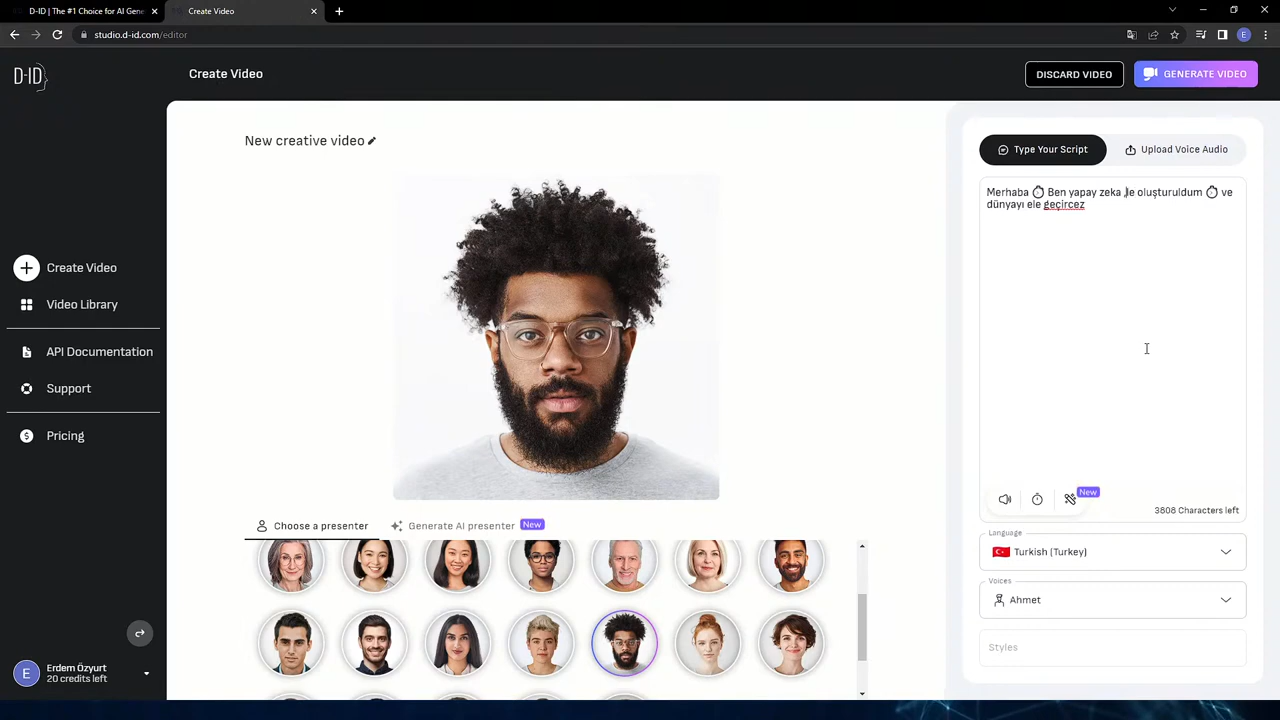 D-ID | The #1 Choice for AI Gene
Create Video
studio.d-id.com/editor
E
D-ID
Create Video
DISCARD VIDEO
GENERATE VIDEO
New creative video
Type Your Script
Upload Voice Audio
Merhaba Ben yapay zeka ile oluşturuldum ve
dünyayı ele geçircez
Create Video
Video Library
API Documentation
Support
Pricing
New
3808 Characters left
Choose a presenter
Generate AI presenter
New
Language
Turkish (Turkey)
Voices
Ahmet
Styles
E
Erdem Özyurt
20 credits left